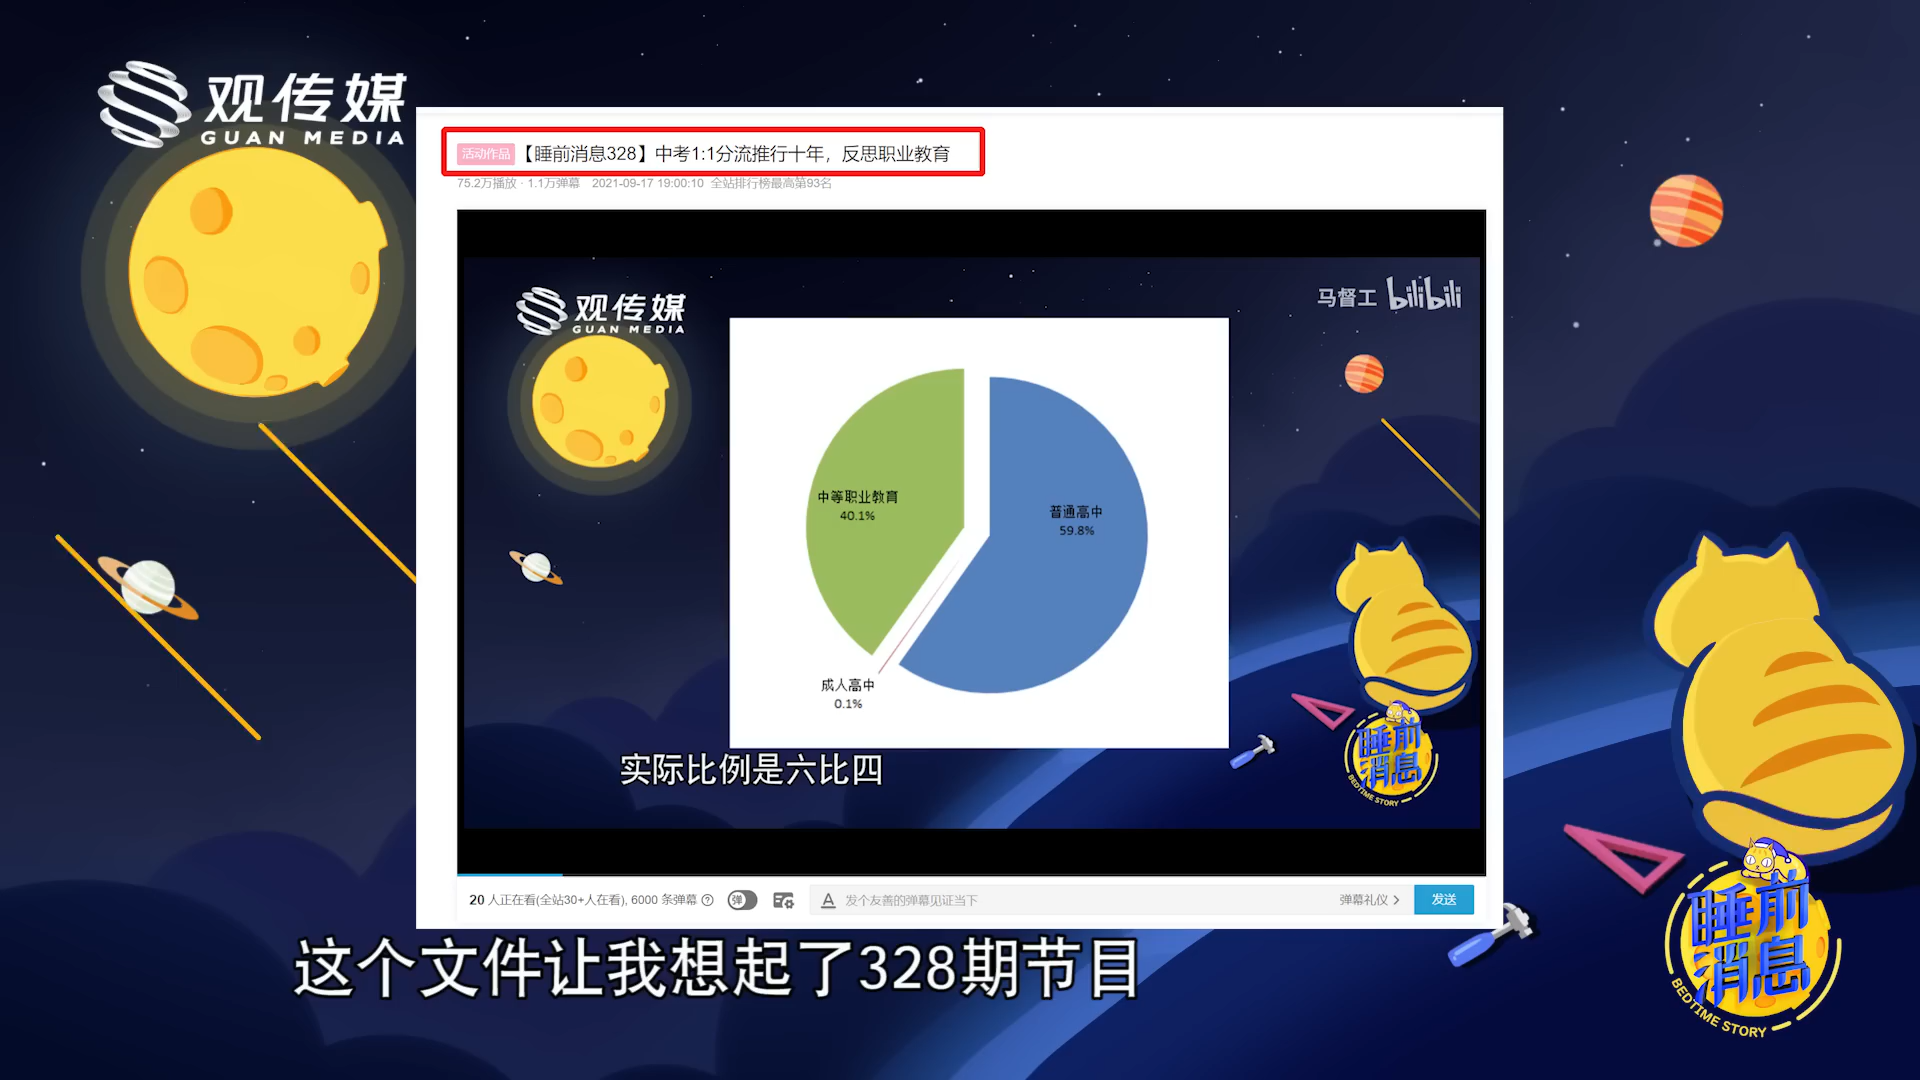 观传媒
GUAN MEDIA
活动作品 【睡前消息328】中考1:1分流推行十年，反思职业教育
75.2万播放 · 1.1万弹幕 2021-09-17 19:00:10 全站排行榜最高第93名
观传媒
GUAN MEDIA
马督工 bilibili
中等职业教育
40.1%
普通高中
59.8%
成人高中
0.1%
实际比例是六比四
睡前
消息
BEDTIME STORY
20 人正在看(全站30+人在看), 6000 条弹幕
弹
A 发个友善的弹幕见证当下
弹幕礼仪 >
发送
这个文件让我想起了328期节目
睡前
消息
BEDTIME STORY